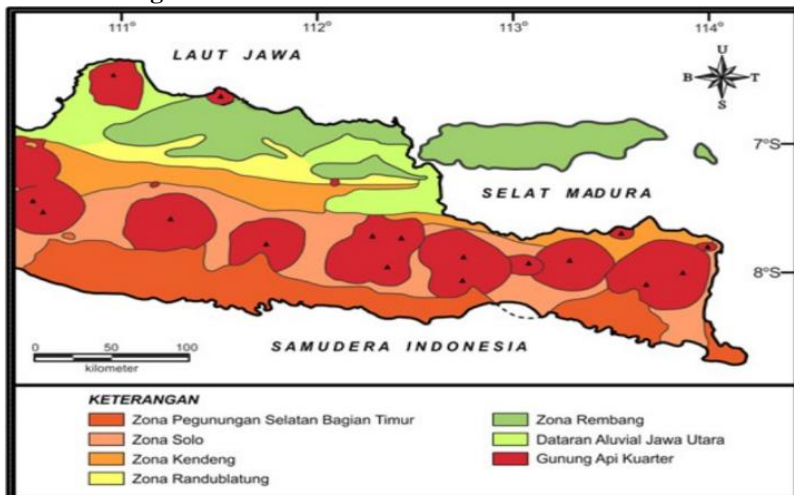 111°
112°
113°
114°
LAUT JAWA
U
B
T
S
7°S
SELAT MADURA
8°S
0
50
100
kilometer
SAMUDERA INDONESIA
KETERANGAN
Zona Pegunungan Selatan Bagian Timur
Zona Solo
Zona Kendeng
Zona Randublatung
Zona Rembang
Dataran Aluvial Jawa Utara
Gunung Api Kuarter